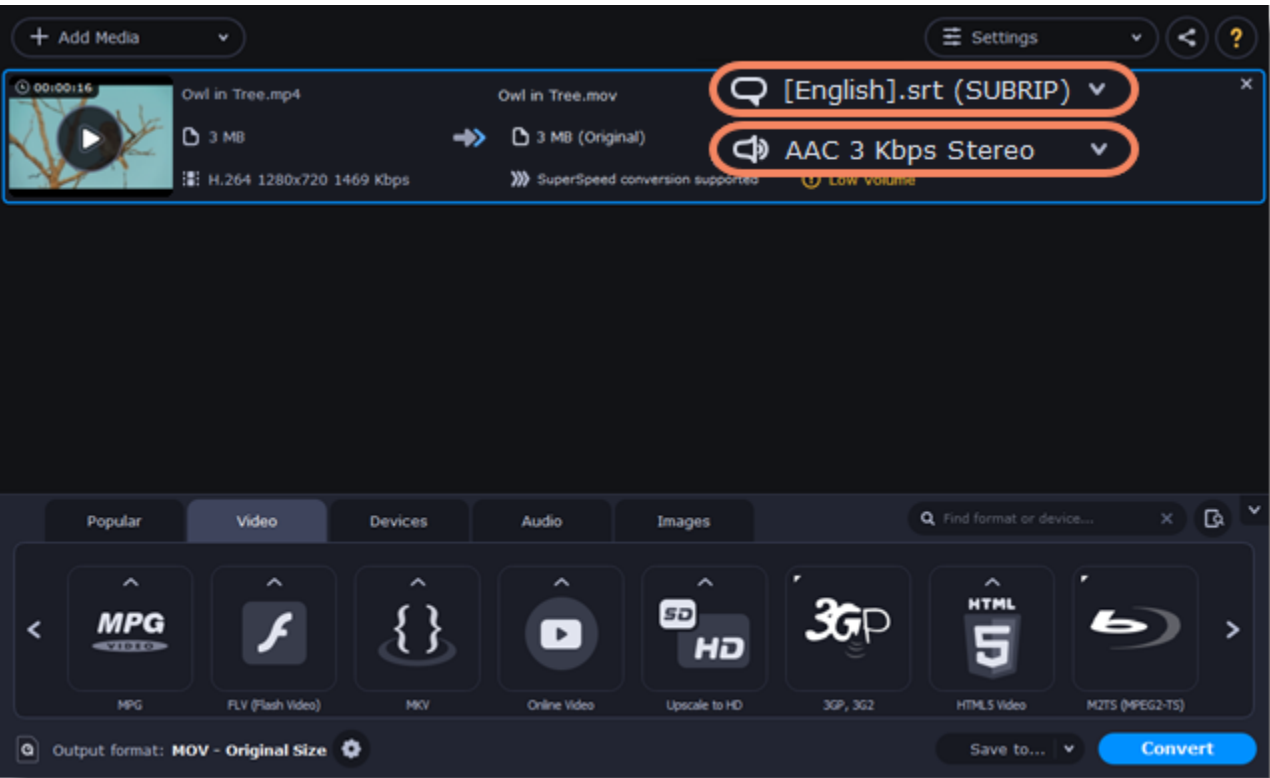 Add Media
Settings
?
00:00:16
Owl in Tree.mp4
Owl in Tree.mov
[English].srt (SUBRIP)
3 MB
3 MB (Original)
AAC 3 Kbps Stereo
H.264 1280x720 1469 Kbps
SuperSpeed conversion supported
Low Volume
Popular
Video
Devices
Audio
Images
Find format or device...
MPG
VIDEO
{ }
SD
HD
3GP
HTML
5
MPG
FLV (Flash Video)
MKV
Online Video
Upscale to HD
3GP, 3G2
HTML5 Video
M2TS (MPEG2-TS)
Output format: MOV - Original Size
Save to...
Convert